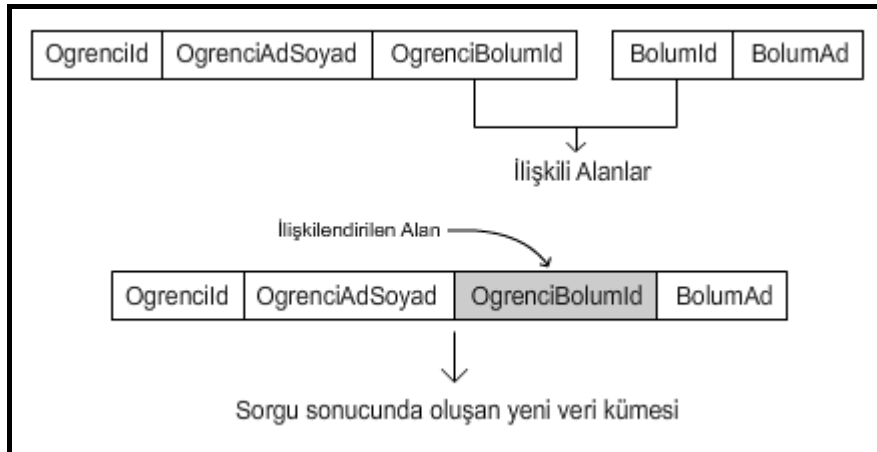 OgrenciId OgrenciAdSoyad OgrenciBolumId BolumId BolumAd
İlişkili Alanlar
İlişkilendirilen Alan
OgrenciId OgrenciAdSoyad OgrenciBolumId BolumAd
Sorgu sonucunda oluşan yeni veri kümesi